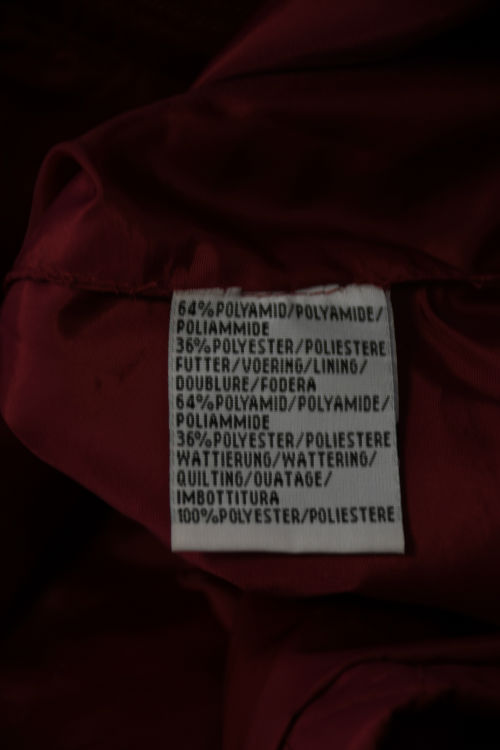 64%POLYAMID/POLYAMIDE/
POLIAMMIDE
36%POLYESTER/POLIESTERE
FUTTER/VOERING/LINING/
DOUBLURE/FODERA
64%POLYAMID/POLYAMIDE/
POLIAMMIDE
36%POLYESTER/POLIESTERE
WATTIERUNG/WATTERING/
QUILTING/OUATAGE/
IMBOTTITURA
100%POLYESTER/POLIESTERE